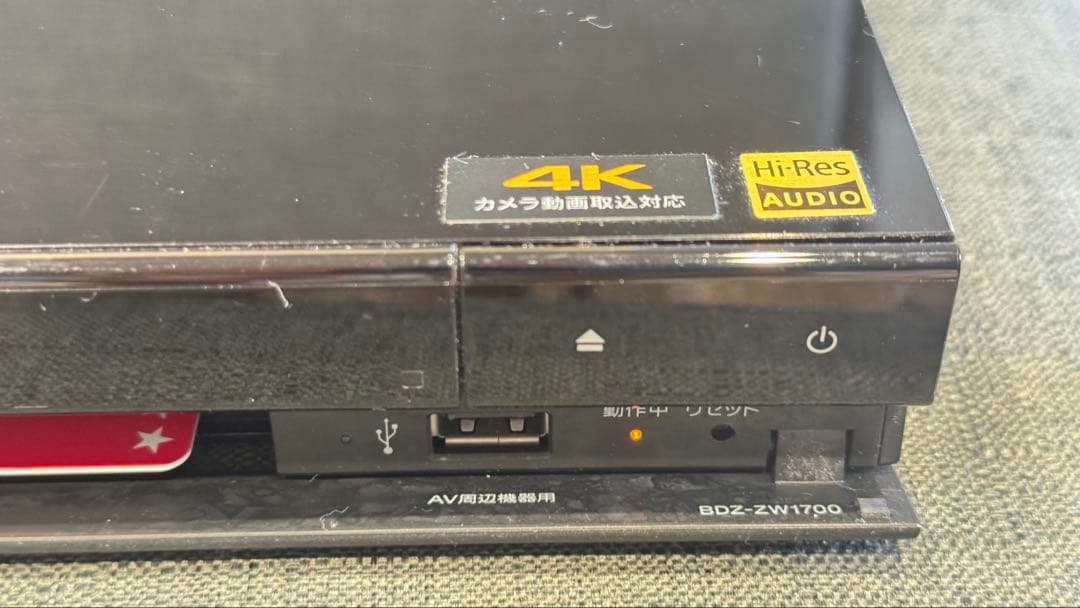 4K
カメラ動画取込対応
Hi-Res
AUDIO
動作中 リセット
AV周辺機器用
BDZ-ZW1700